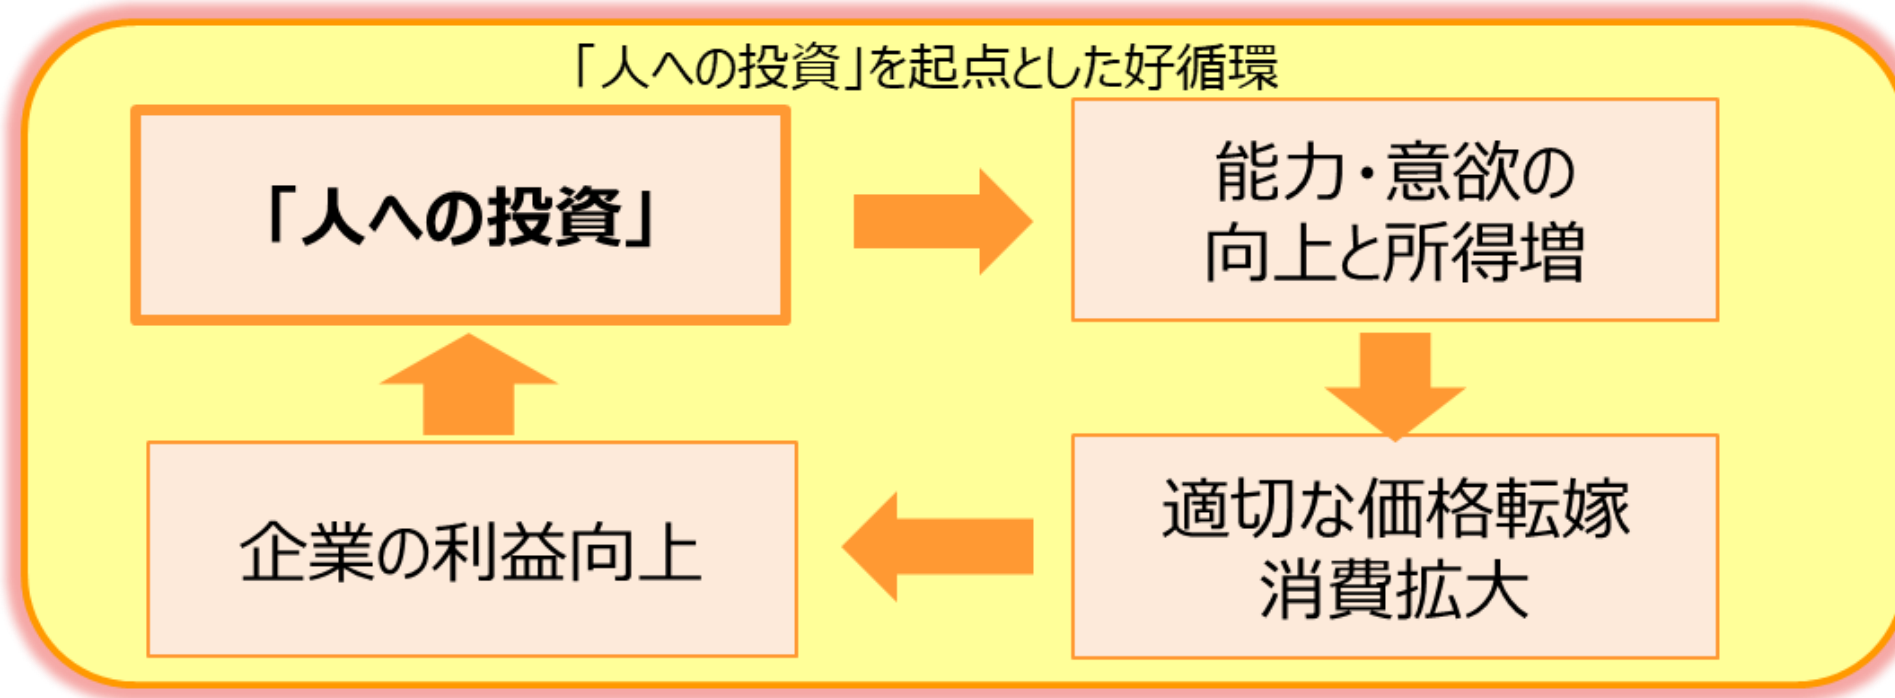 「人への投資」を起点とした好循環
「人への投資」
能力・意欲の
向上と所得増
適切な価格転嫁
消費拡大
企業の利益向上